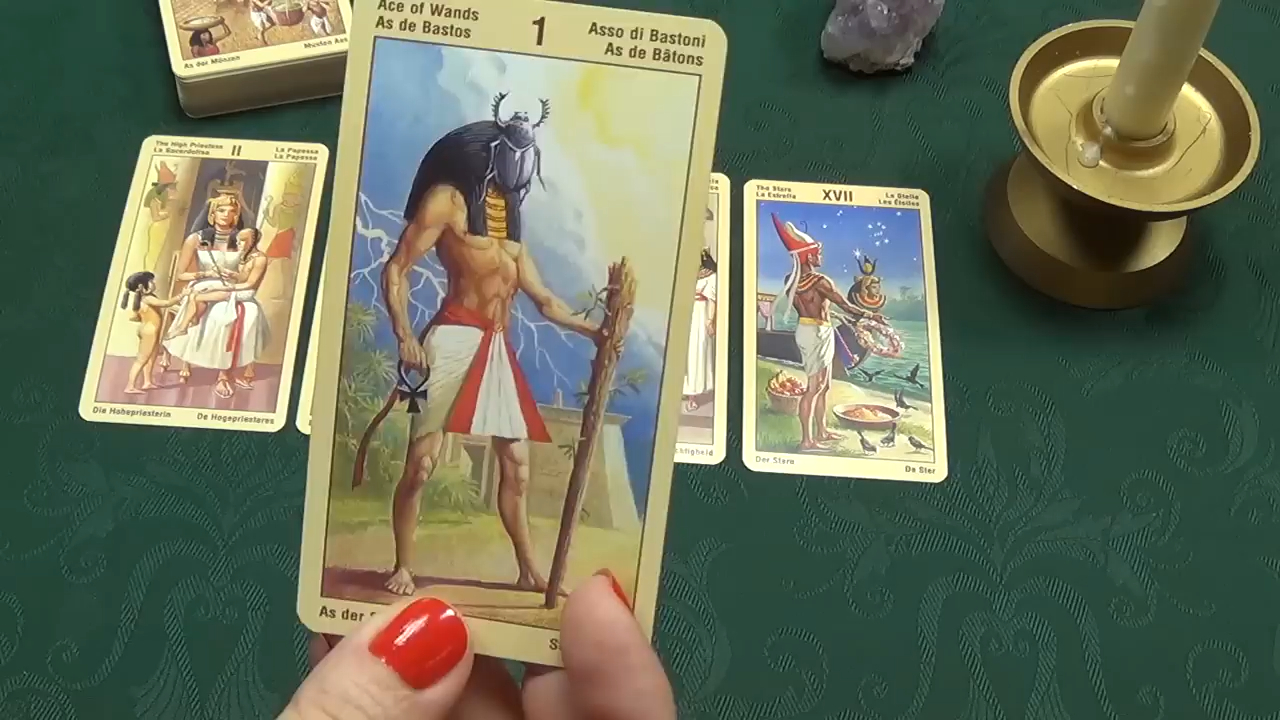 As der Münzen
Munten Aas
Ace of Wands
As de Bastos
1
Asso di Bastoni
As de Bâtons
As der
The High Priestess
La Sacerdotisa
II
La Papessa
La Papesse
Die Hohepriesterin
De Hogepriesteres
The Stars
La Estrella
XVII
La Stella
Les Étoiles
Der Stern
De Ster